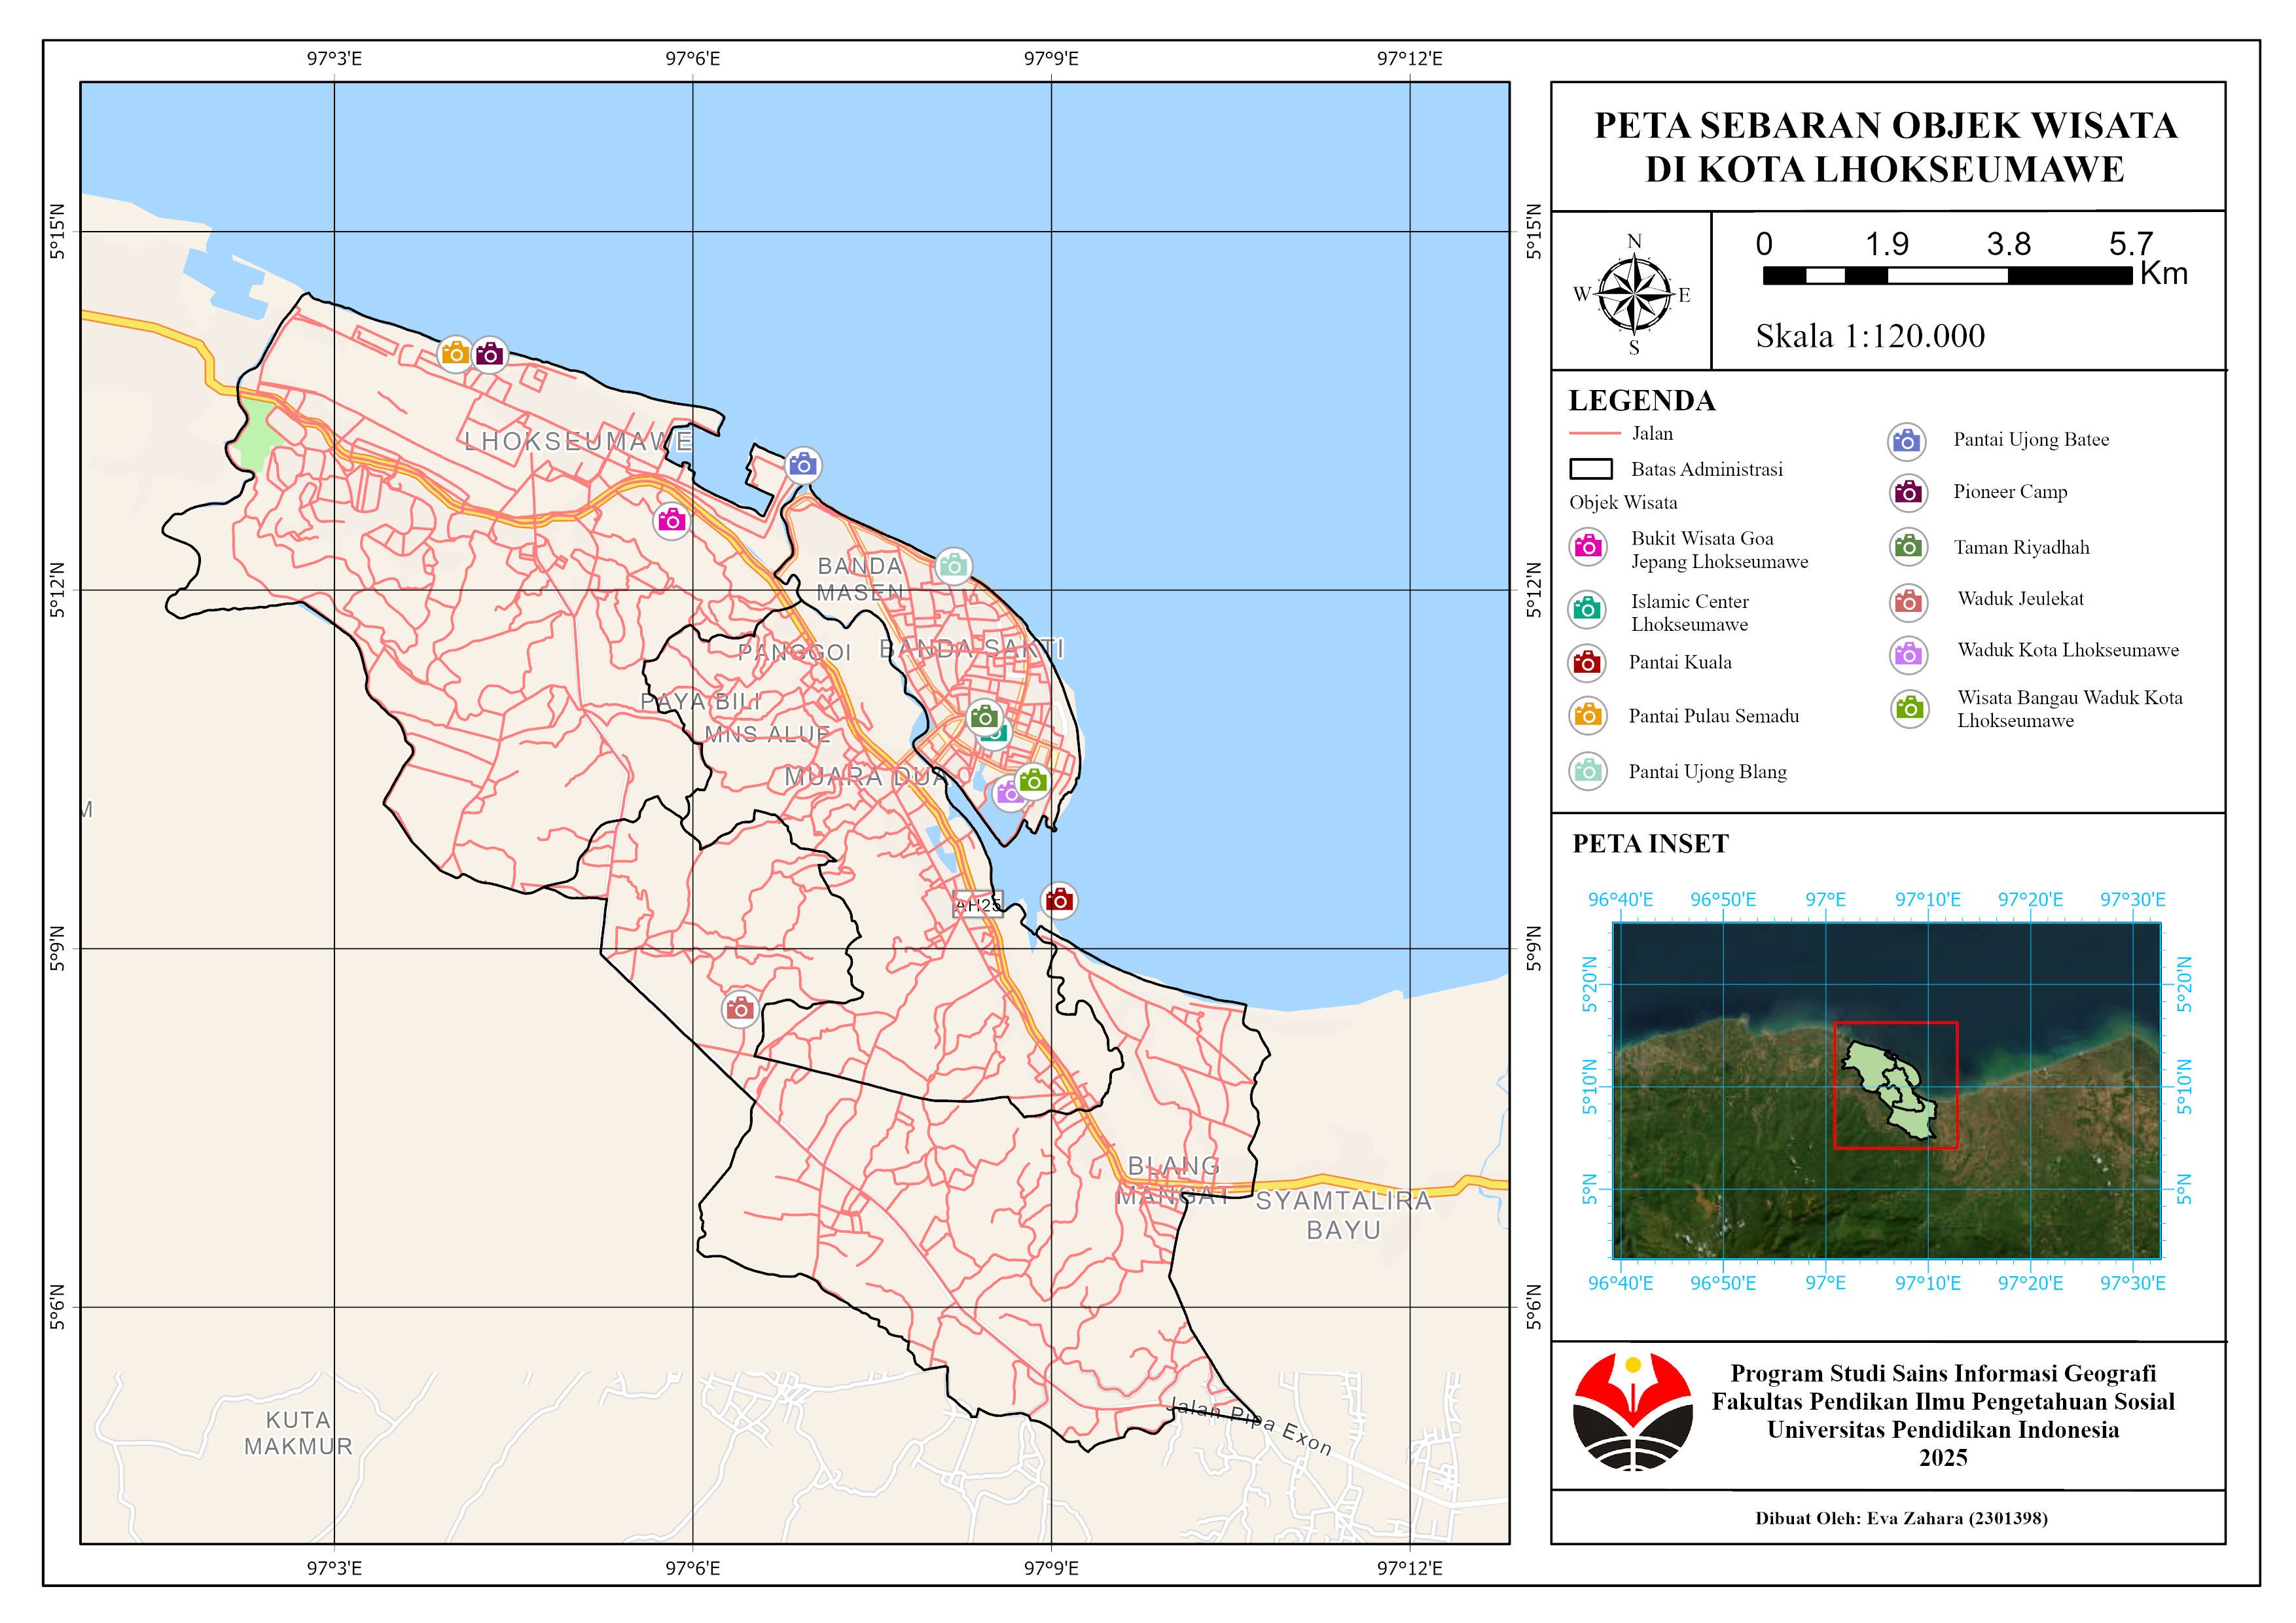 97°3'E 97°6'E 97°9'E 97°12'E
5°15'N
5°12'N
5°9'N
5°6'N
5°15'N
5°12'N
5°9'N
5°6'N
LHOKSEUMAWE
BANDA
MASEN
PANGGOI
BANDA SAKTI
PAYA BILI
MNS ALUE
MUARA DUA
M
AH25
BLANG
MANGAT
SYAMTALIRA
BAYU
KUTA
MAKMUR
Jalan Pipa Exon
97°3'E 97°6'E 97°9'E 97°12'E
PETA SEBARAN OBJEK WISATA
DI KOTA LHOKSEUMAWE
N
W E
S
0 1.9 3.8 5.7
Km
Skala 1:120.000
LEGENDA
Jalan
Batas Administrasi
Objek Wisata
Bukit Wisata Goa
Jepang Lhokseumawe
Islamic Center
Lhokseumawe
Pantai Kuala
Pantai Pulau Semadu
Pantai Ujong Blang
Pantai Ujong Batee
Pioneer Camp
Taman Riyadhah
Waduk Jeulekat
Waduk Kota Lhokseumawe
Wisata Bangau Waduk Kota
Lhokseumawe
PETA INSET
96°40'E 96°50'E 97°E 97°10'E 97°20'E 97°30'E
5°20'N
5°10'N
5°N
5°20'N
5°10'N
5°N
96°40'E 96°50'E 97°E 97°10'E 97°20'E 97°30'E
Program Studi Sains Informasi Geografi
Fakultas Pendikan Ilmu Pengetahuan Sosial
Universitas Pendidikan Indonesia
2025
Dibuat Oleh: Eva Zahara (2301398)